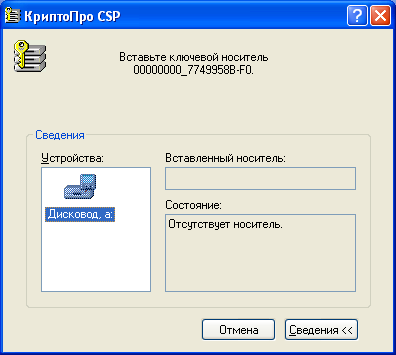 КриптоПро CSP
Вставьте ключевой носитель
00000000_7749958B-F0.
Сведения
Устройства:
Вставленный носитель:
Дисковод, a:
Состояние:
Отсутствует носитель.
Отмена
Сведения <<